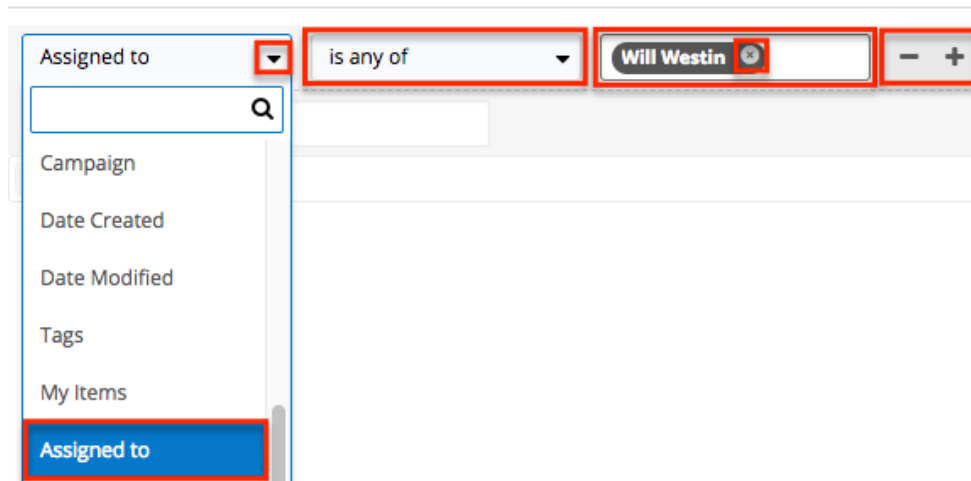 Assigned to
is any of
Will Westin
Campaign
Date Created
Date Modified
Tags
My Items
Assigned to